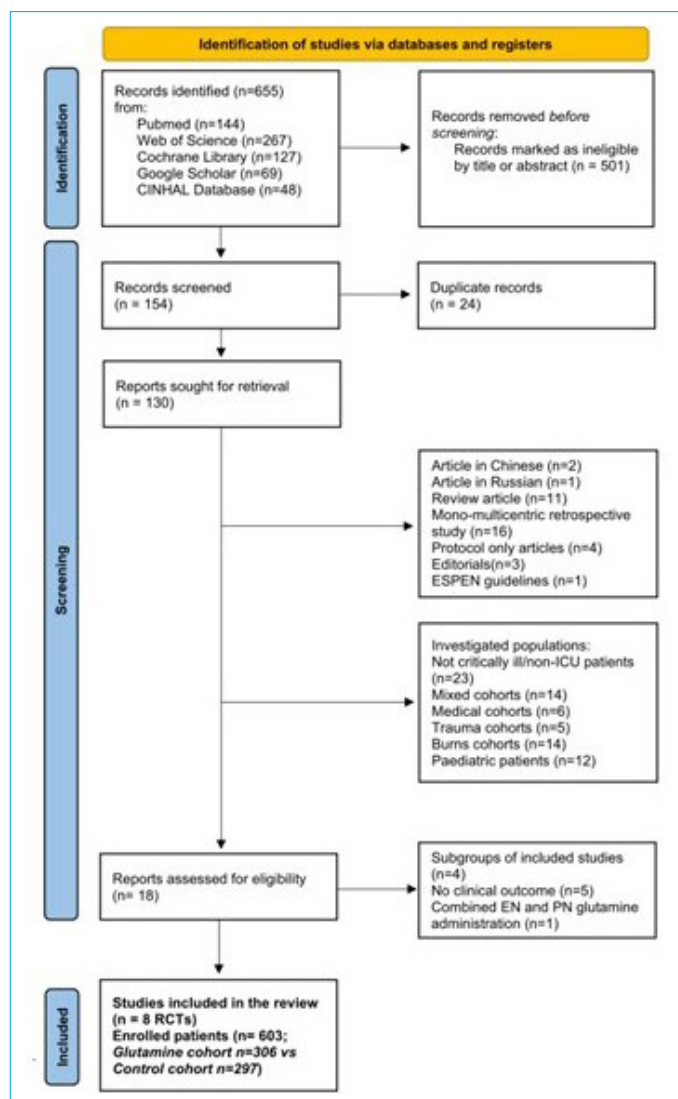 Identification of studies via databases and registers
Identification
Records identified (n=655)
from:
Pubmed (n=144)
Web of Science (n=267)
Cochrane Library (n=127)
Google Scholar (n=69)
CINHAL Database (n=48)
Records removed before
screening:
Records marked as ineligible
by title or abstract (n = 501)
Screening
Records screened
(n = 154)
Duplicate records
(n = 24)
Reports sought for retrieval
(n = 130)
Article in Chinese (n=2)
Article in Russian (n=1)
Review article (n=11)
Mono-multicentric retrospective
study (n=16)
Protocol only articles (n=4)
Editorials(n=3)
ESPEN guidelines (n=1)
Investigated populations:
Not critically ill/non-ICU patients
(n=23)
Mixed cohorts (n=14)
Medical cohorts (n=6)
Trauma cohorts (n=5)
Burns cohorts (n=14)
Paediatric patients (n=12)
Reports assessed for eligibility
(n= 18)
Subgroups of included studies
(n=4)
No clinical outcome (n=5)
Combined EN and PN glutamine
administration (n=1)
Included
Studies included in the review
(n = 8 RCTs)
Enrolled patients (n= 603;
Glutamine cohort n=306 vs
Control cohort n=297)